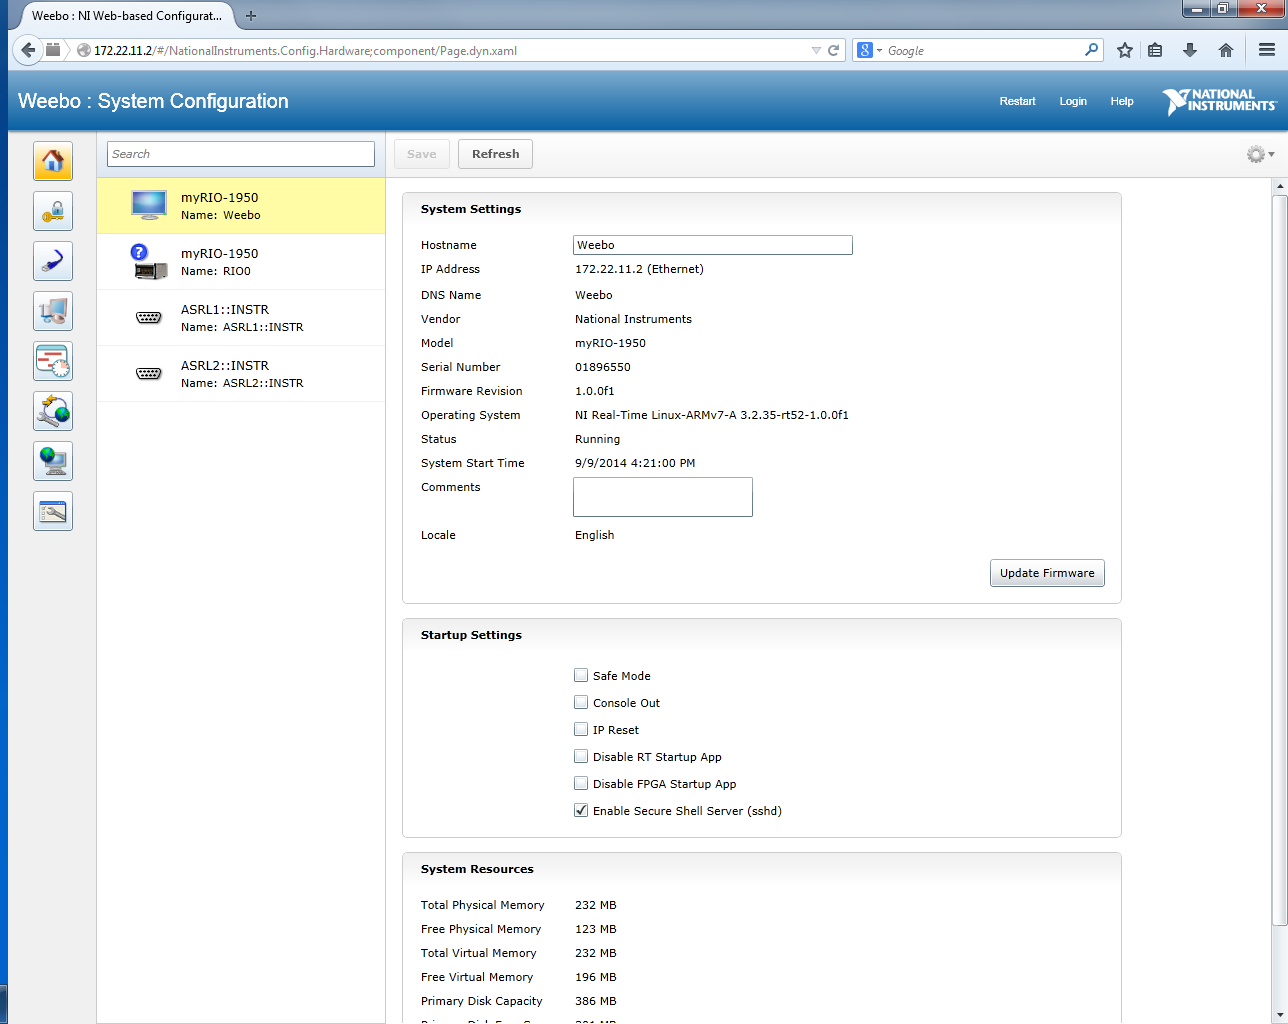 Weebo : NI Web-based Configurat...
172.22.11.2/#/NationalInstruments.Config.Hardware;component/Page.dyn.xaml
8 Google
Weebo : System Configuration
Restart Login Help
NATIONAL INSTRUMENTS
Search
Save Refresh
myRIO-1950
Name: Weebo
?
myRIO-1950
Name: RIO0
ASRL1::INSTR
Name: ASRL1::INSTR
ASRL2::INSTR
Name: ASRL2::INSTR
System Settings
Hostname Weebo
IP Address 172.22.11.2 (Ethernet)
DNS Name Weebo
Vendor National Instruments
Model myRIO-1950
Serial Number 01896550
Firmware Revision 1.0.0f1
Operating System NI Real-Time Linux-ARMv7-A 3.2.35-rt52-1.0.0f1
Status Running
System Start Time 9/9/2014 4:21:00 PM
Comments
Locale English
Update Firmware
Startup Settings
Safe Mode
Console Out
IP Reset
Disable RT Startup App
Disable FPGA Startup App
Enable Secure Shell Server (sshd)
System Resources
Total Physical Memory 232 MB
Free Physical Memory 123 MB
Total Virtual Memory 232 MB
Free Virtual Memory 196 MB
Primary Disk Capacity 386 MB